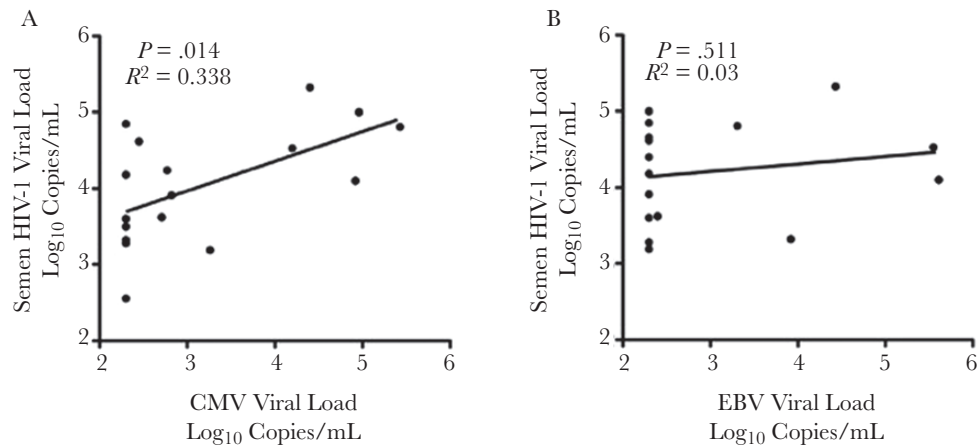 A
P = .014
R² = 0.338
Semen HIV-1 Viral Load
Log₁₀ Copies/mL
6
5
4
3
2
2 3 4 5 6
CMV Viral Load
Log₁₀ Copies/mL
B
P = .511
R² = 0.03
Semen HIV-1 Viral Load
Log₁₀ Copies/mL
6
5
4
3
2
2 3 4 5 6
EBV Viral Load
Log₁₀ Copies/mL